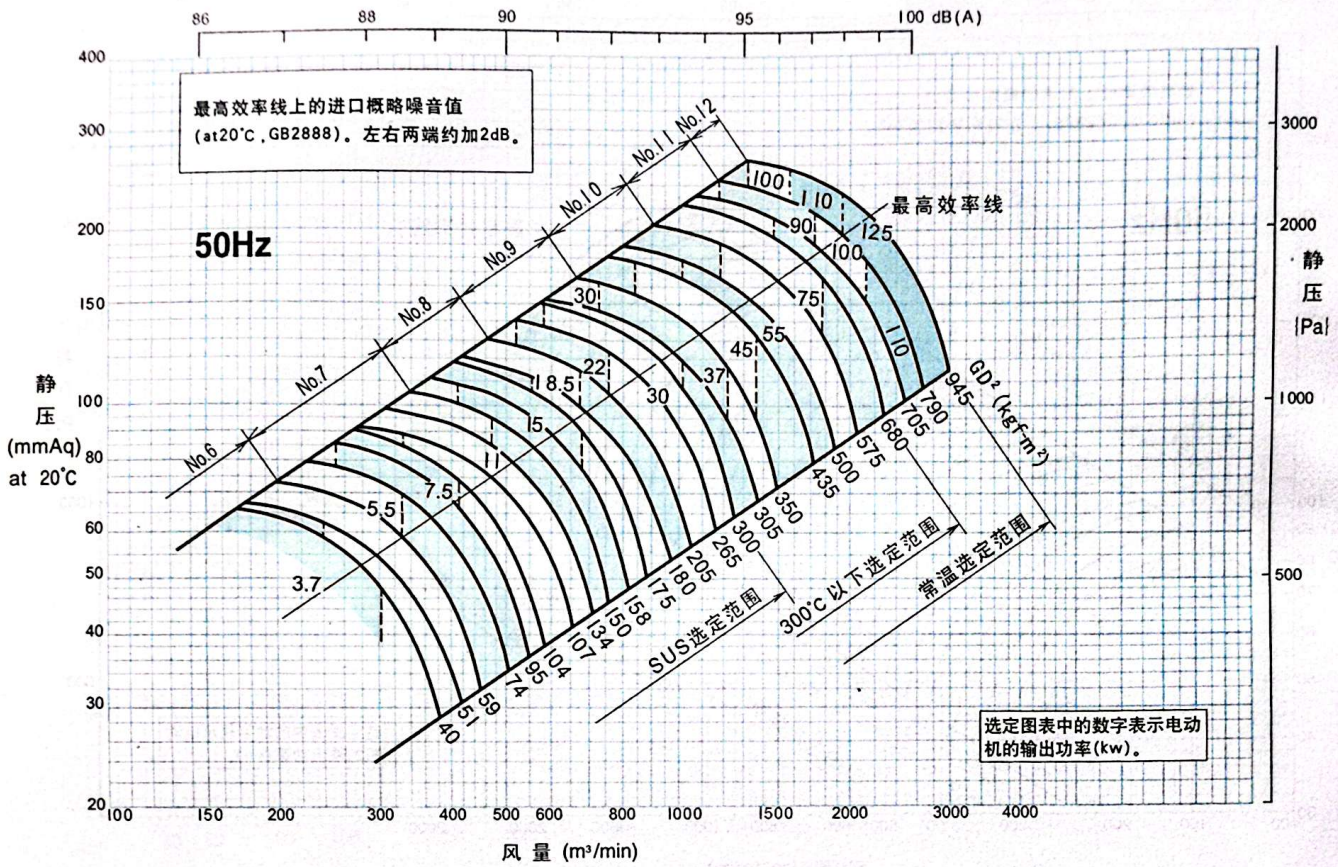 86 88 90 95 100 dB(A)
400
300
200
150
100
80
60
50
40
30
20
静压
(mmAq)
at 20℃
最高效率线上的进口概略噪音值
(at20℃,GB2888)。左右两端约加2dB。
50Hz
No.6
No.7
No.8
No.9
No.10
No.11
No.12
最高效率线
100
110
125
90
100
110
75
55
45
37
30
30
22
18.5
15
7.5
5.5
3.7
GD² (kgf·m²)
945
790
705
680
575
500
435
350
305
300
265
205
180
175
158
150
134
107
104
95
74
59
51
40
SUS选定范围
300℃以下选定范围
常温选定范围
3000
2000
1000
500
静压
[Pa]
选定图表中的数字表示电动
机的输出功率(kw)。
100 150 200 300 400 500 600 800 1000 1500 2000 3000 4000
风量 (m³/min)